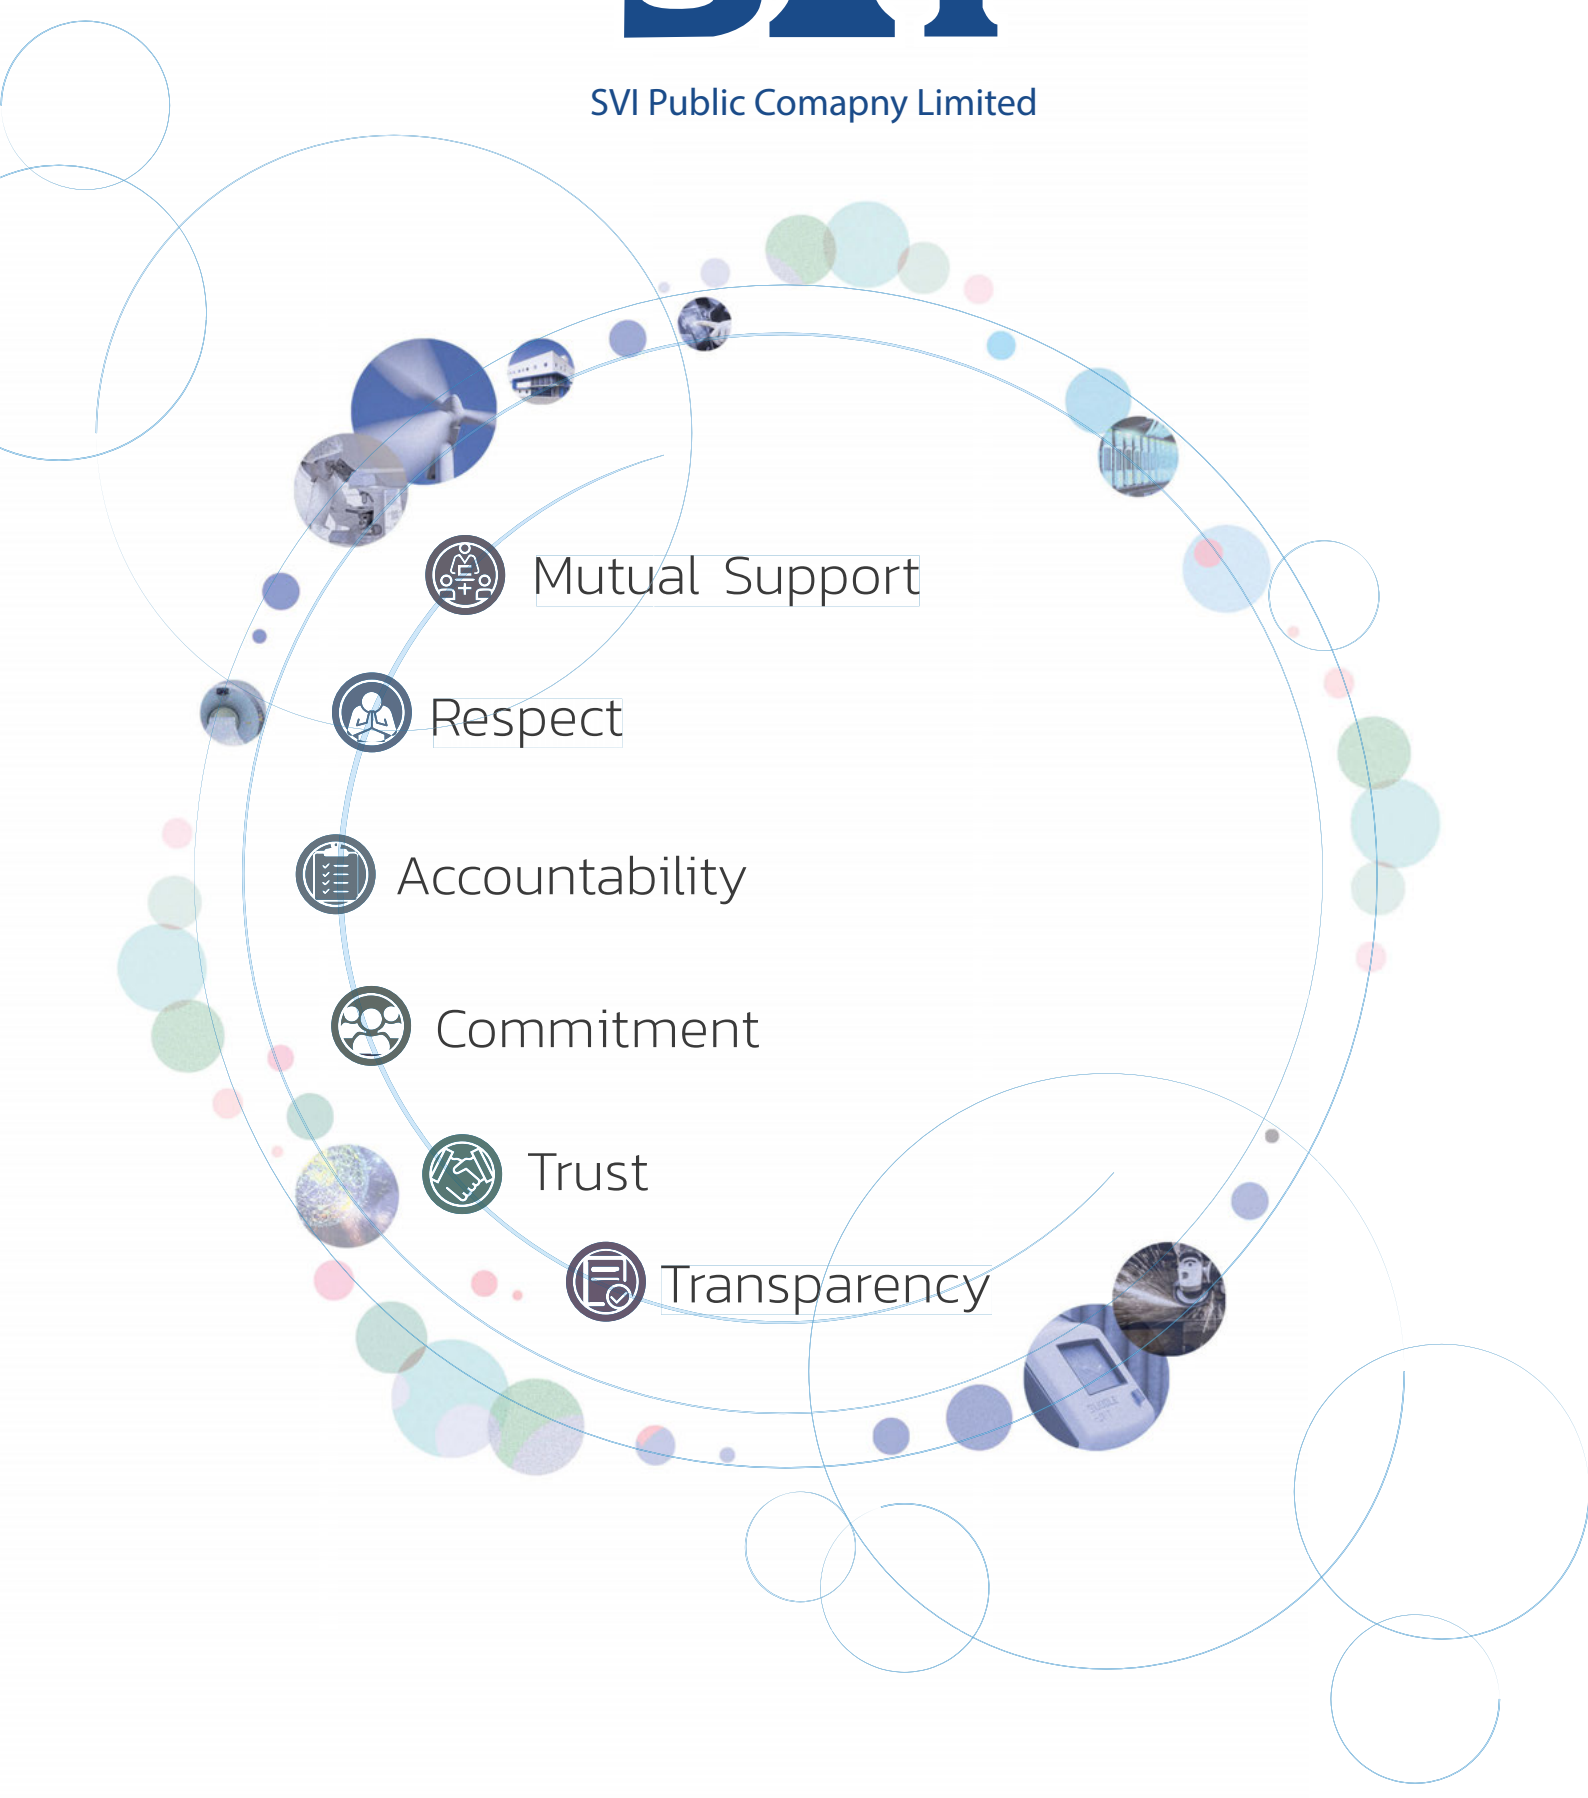 SVI Public Comapny Limited
Mutual Support
Respect
Accountability
Commitment
Trust
Transparency